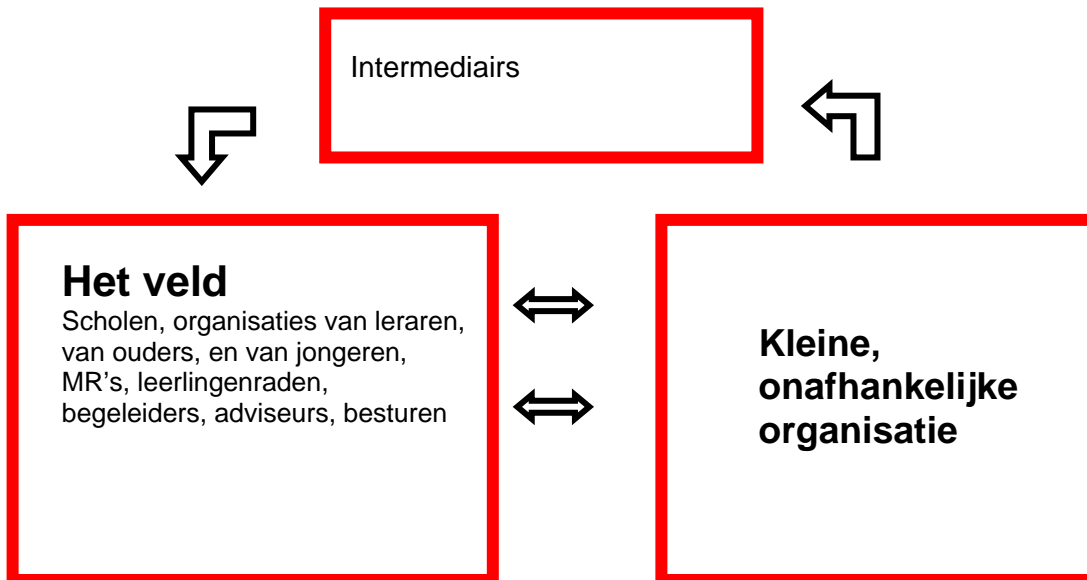 Intermediairs
Het veld
Scholen, organisaties van leraren,
van ouders, en van jongeren,
MR's, leerlingenraden,
begeleiders, adviseurs, besturen
Kleine,
onafhankelijke
organisatie